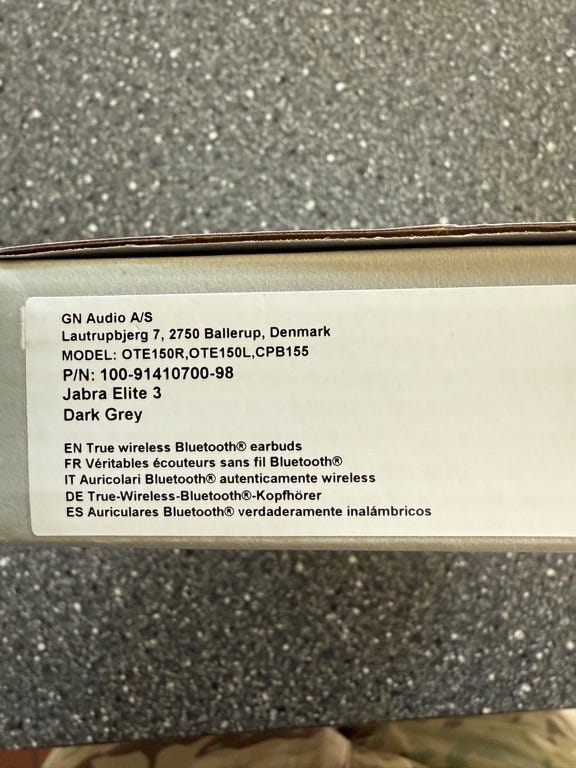 GN Audio A/S
Lautrupbjerg 7, 2750 Ballerup, Denmark
MODEL: OTE150R,OTE150L,CPB155
P/N: 100-91410700-98
Jabra Elite 3
Dark Grey
EN True wireless Bluetooth® earbuds
FR Véritables écouteurs sans fil Bluetooth®
IT Auricolari Bluetooth® autenticamente wireless
DE True-Wireless-Bluetooth®-Kopfhörer
ES Auriculares Bluetooth® verdaderamente inalámbricos